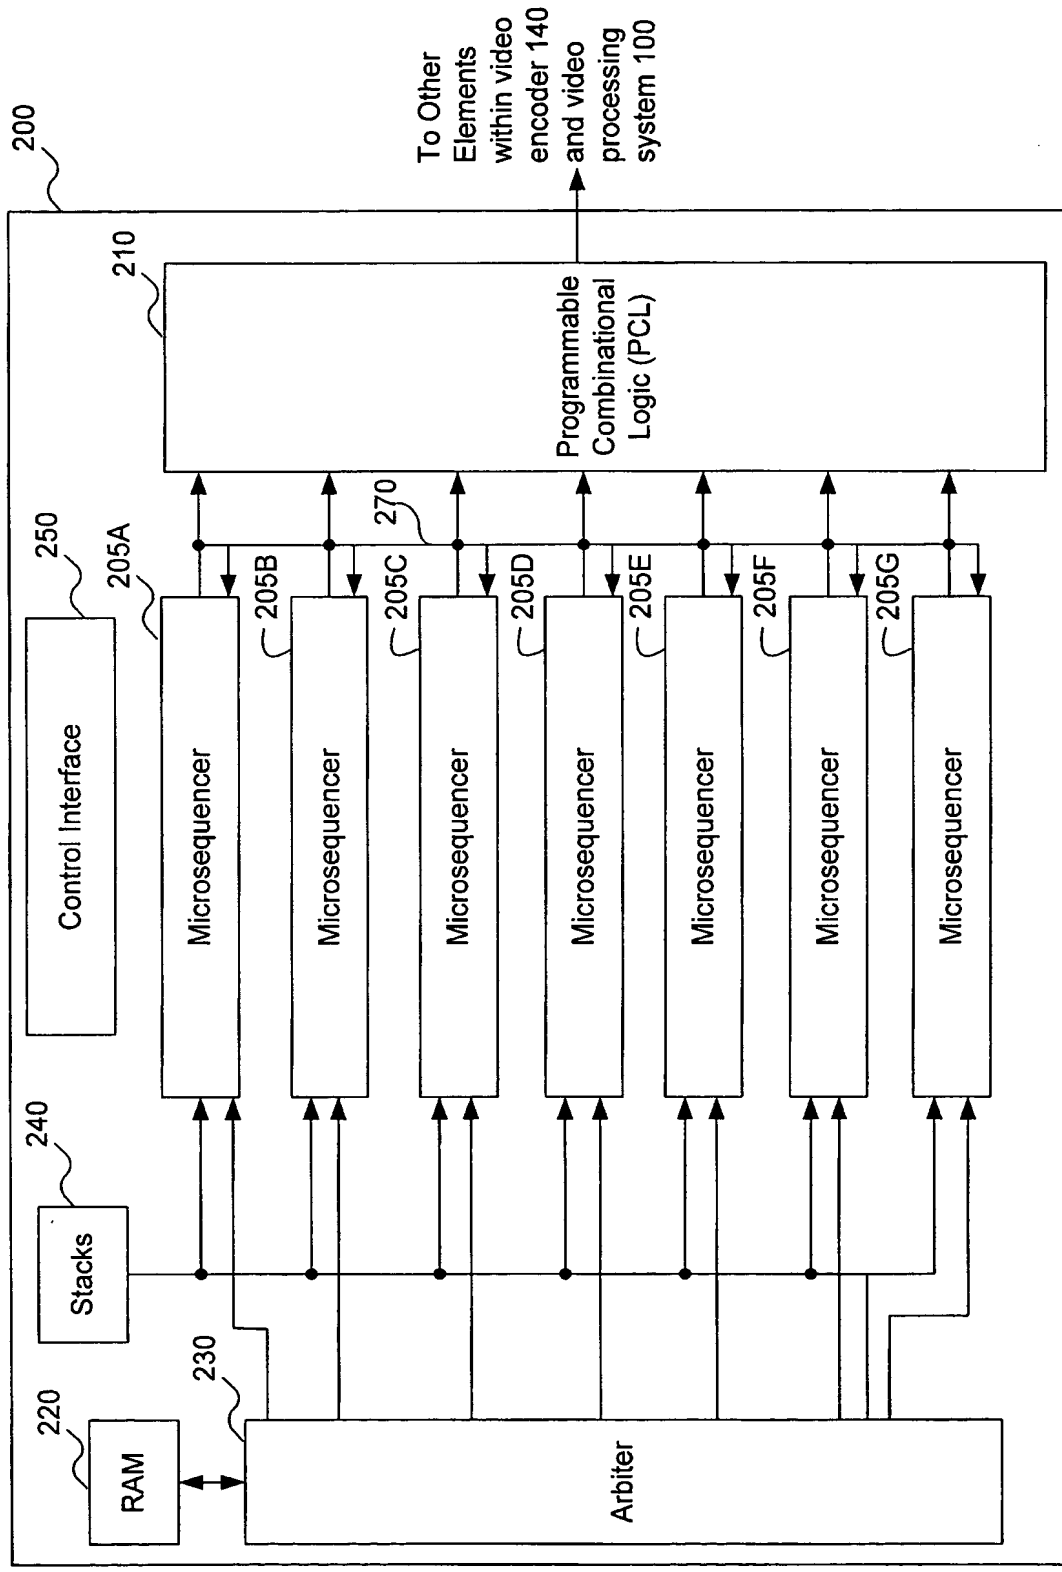 200
210
250
205A
Control Interface
240
Stacks
220
RAM
230
Arbiter
Microsequencer
205B
Microsequencer
205C
Microsequencer
205D
Microsequencer
205E
Microsequencer
205F
Microsequencer
205G
Microsequencer
270
Programmable
Combinational
Logic (PCL)
To Other
Elements
within video
encoder 140
and video
processing
system 100